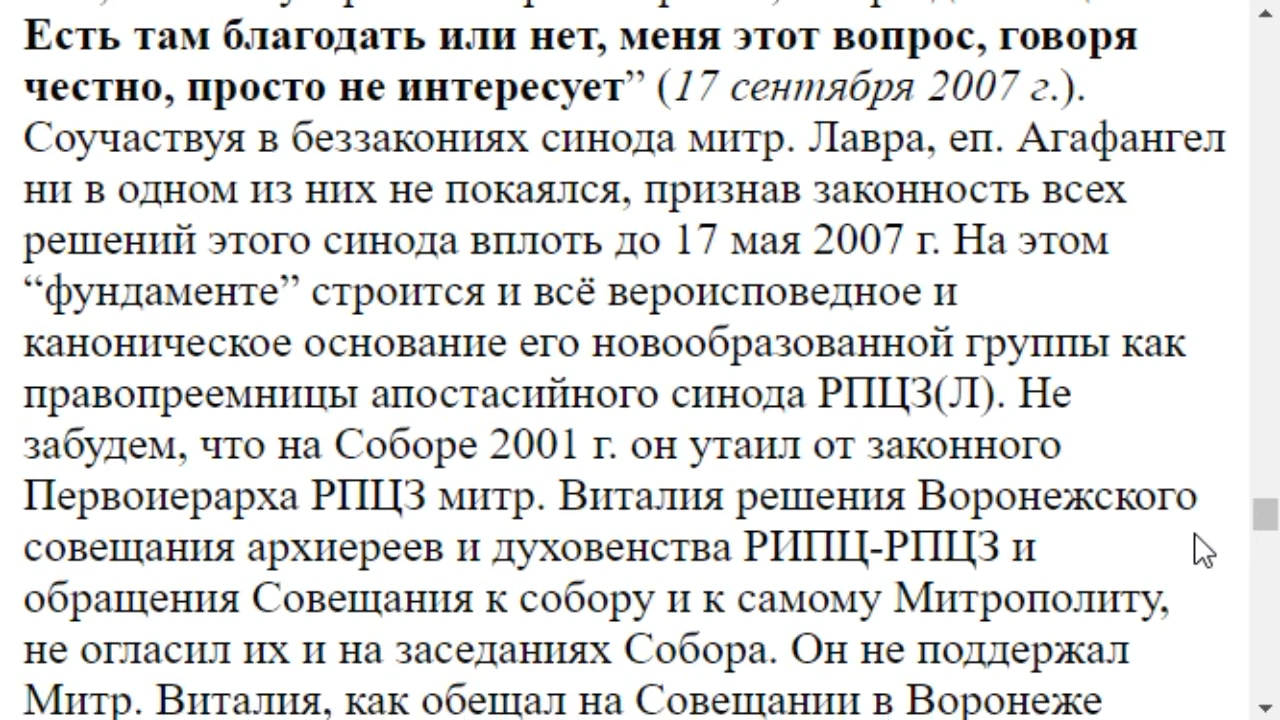 Есть там благодать или нет, меня этот вопрос, говоря
честно, просто не интересует” (17 сентября 2007 г.).
Соучаствуя в беззакониях синода митр. Лавра, еп. Агафангел
ни в одном из них не покаялся, признав законность всех
решений этого синода вплоть до 17 мая 2007 г. На этом
“фундаменте” строится и всё вероисповедное и
каноническое основание его новообразованной группы как
правопреемницы апостасийного синода РПЦЗ(Л). Не
забудем, что на Соборе 2001 г. он утаил от законного
Первоиерарха РПЦЗ митр. Виталия решения Воронежского
совещания архиереев и духовенства РИПЦ-РПЦЗ и
обращения Совещания к собору и к самому Митрополиту,
не огласил их и на заседаниях Собора. Он не поддержал
Митр. Виталия, как обещал на Совещании в Воронеже